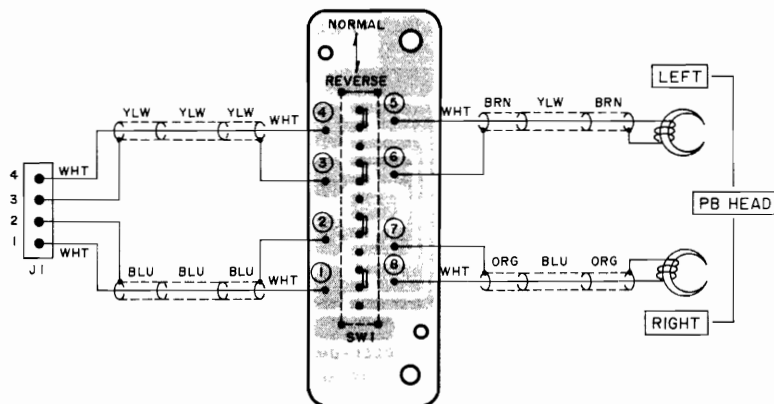 NORMAL
REVERSE
YLW YLW YLW WHT
4 5 WHT BRN YLW BRN LEFT
4 WHT
3 6
3
2 7
2
1 WHT
J1
PB HEAD
BLU BLU BLU WHT 1 8 WHT ORG BLU ORG
RIGHT
SW1